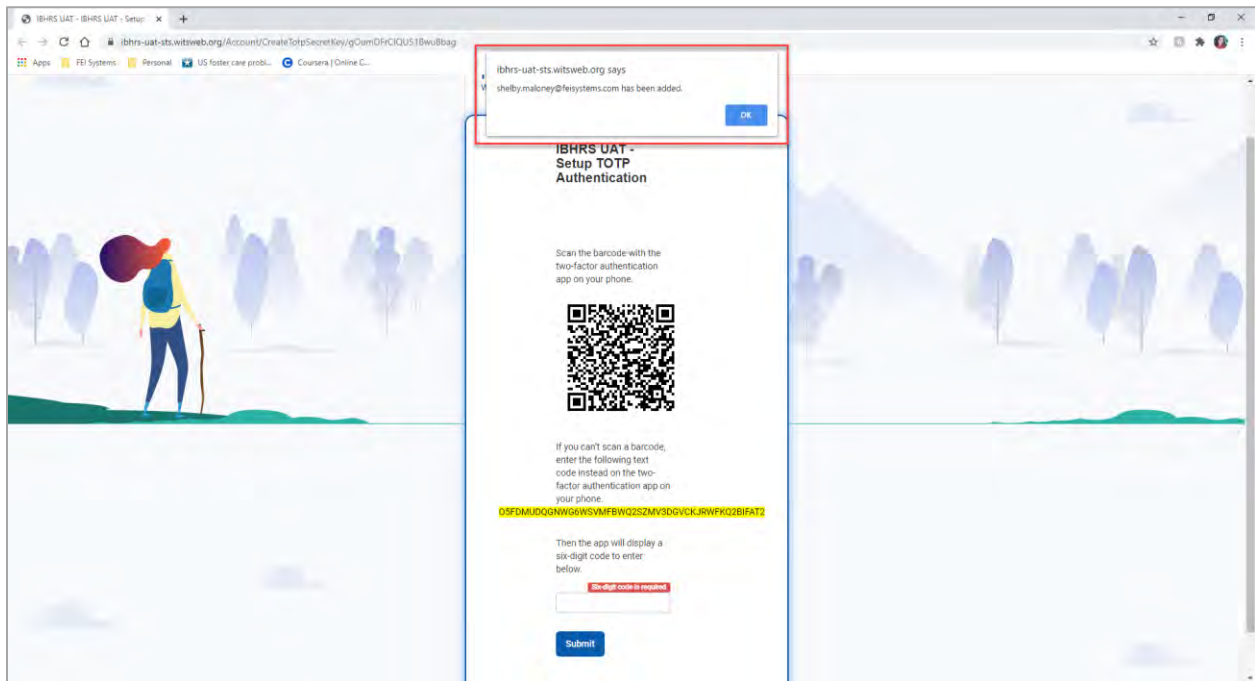 IBHRS UAT - IBHRS UAT - Setup
ibhrs-uat-sts.witsweb.org/Account/CreateTotpSecretKey/gOumDFrCIQUS18wuBbag
Apps FEI Systems Personal US foster care probl... Coursera | Online C...
ibhrs-uat-sts.witsweb.org says
shelby.maloney@feisystems.com has been added.
OK
IBHRS UAT -
Setup TOTP
Authentication
Scan the barcode with the
two-factor authentication
app on your phone.
If you can't scan a barcode,
enter the following text
code instead on the two-
factor authentication app on
your phone.
O5FDMUDQGNWG6WSVMFBWQ2SZMV3DGVCKJRWFKQ2BIFAT2
Then the app will display a
six-digit code to enter
below.
Six-digit code is required
Submit